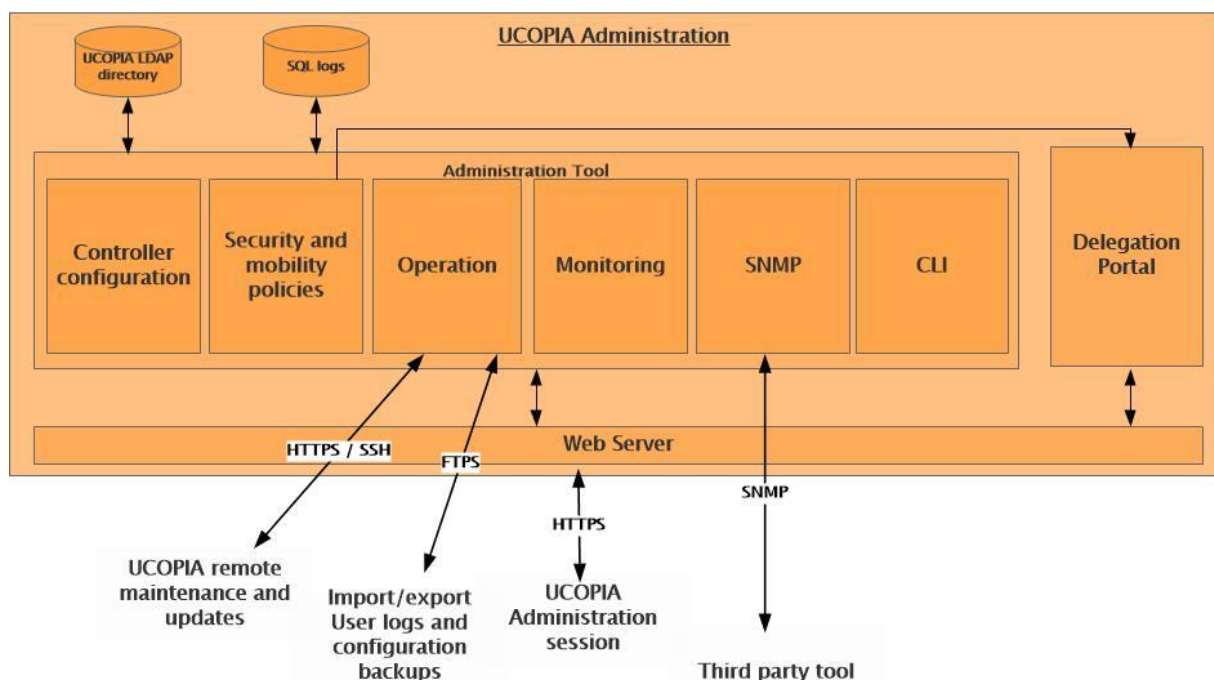 UCOPIA Administration
UCOPIA LDAP
directory
SQL logs
Administration Tool
Controller
configuration
Security and
mobility
policies
Operation
Monitoring
SNMP
CLI
Delegation
Portal
Web Server
HTTPS / SSH
FTPS
HTTPS
SNMP
UCOPIA remote
maintenance and
updates
Import/export
User logs and
configuration
backups
UCOPIA
Administration
session
Third party tool